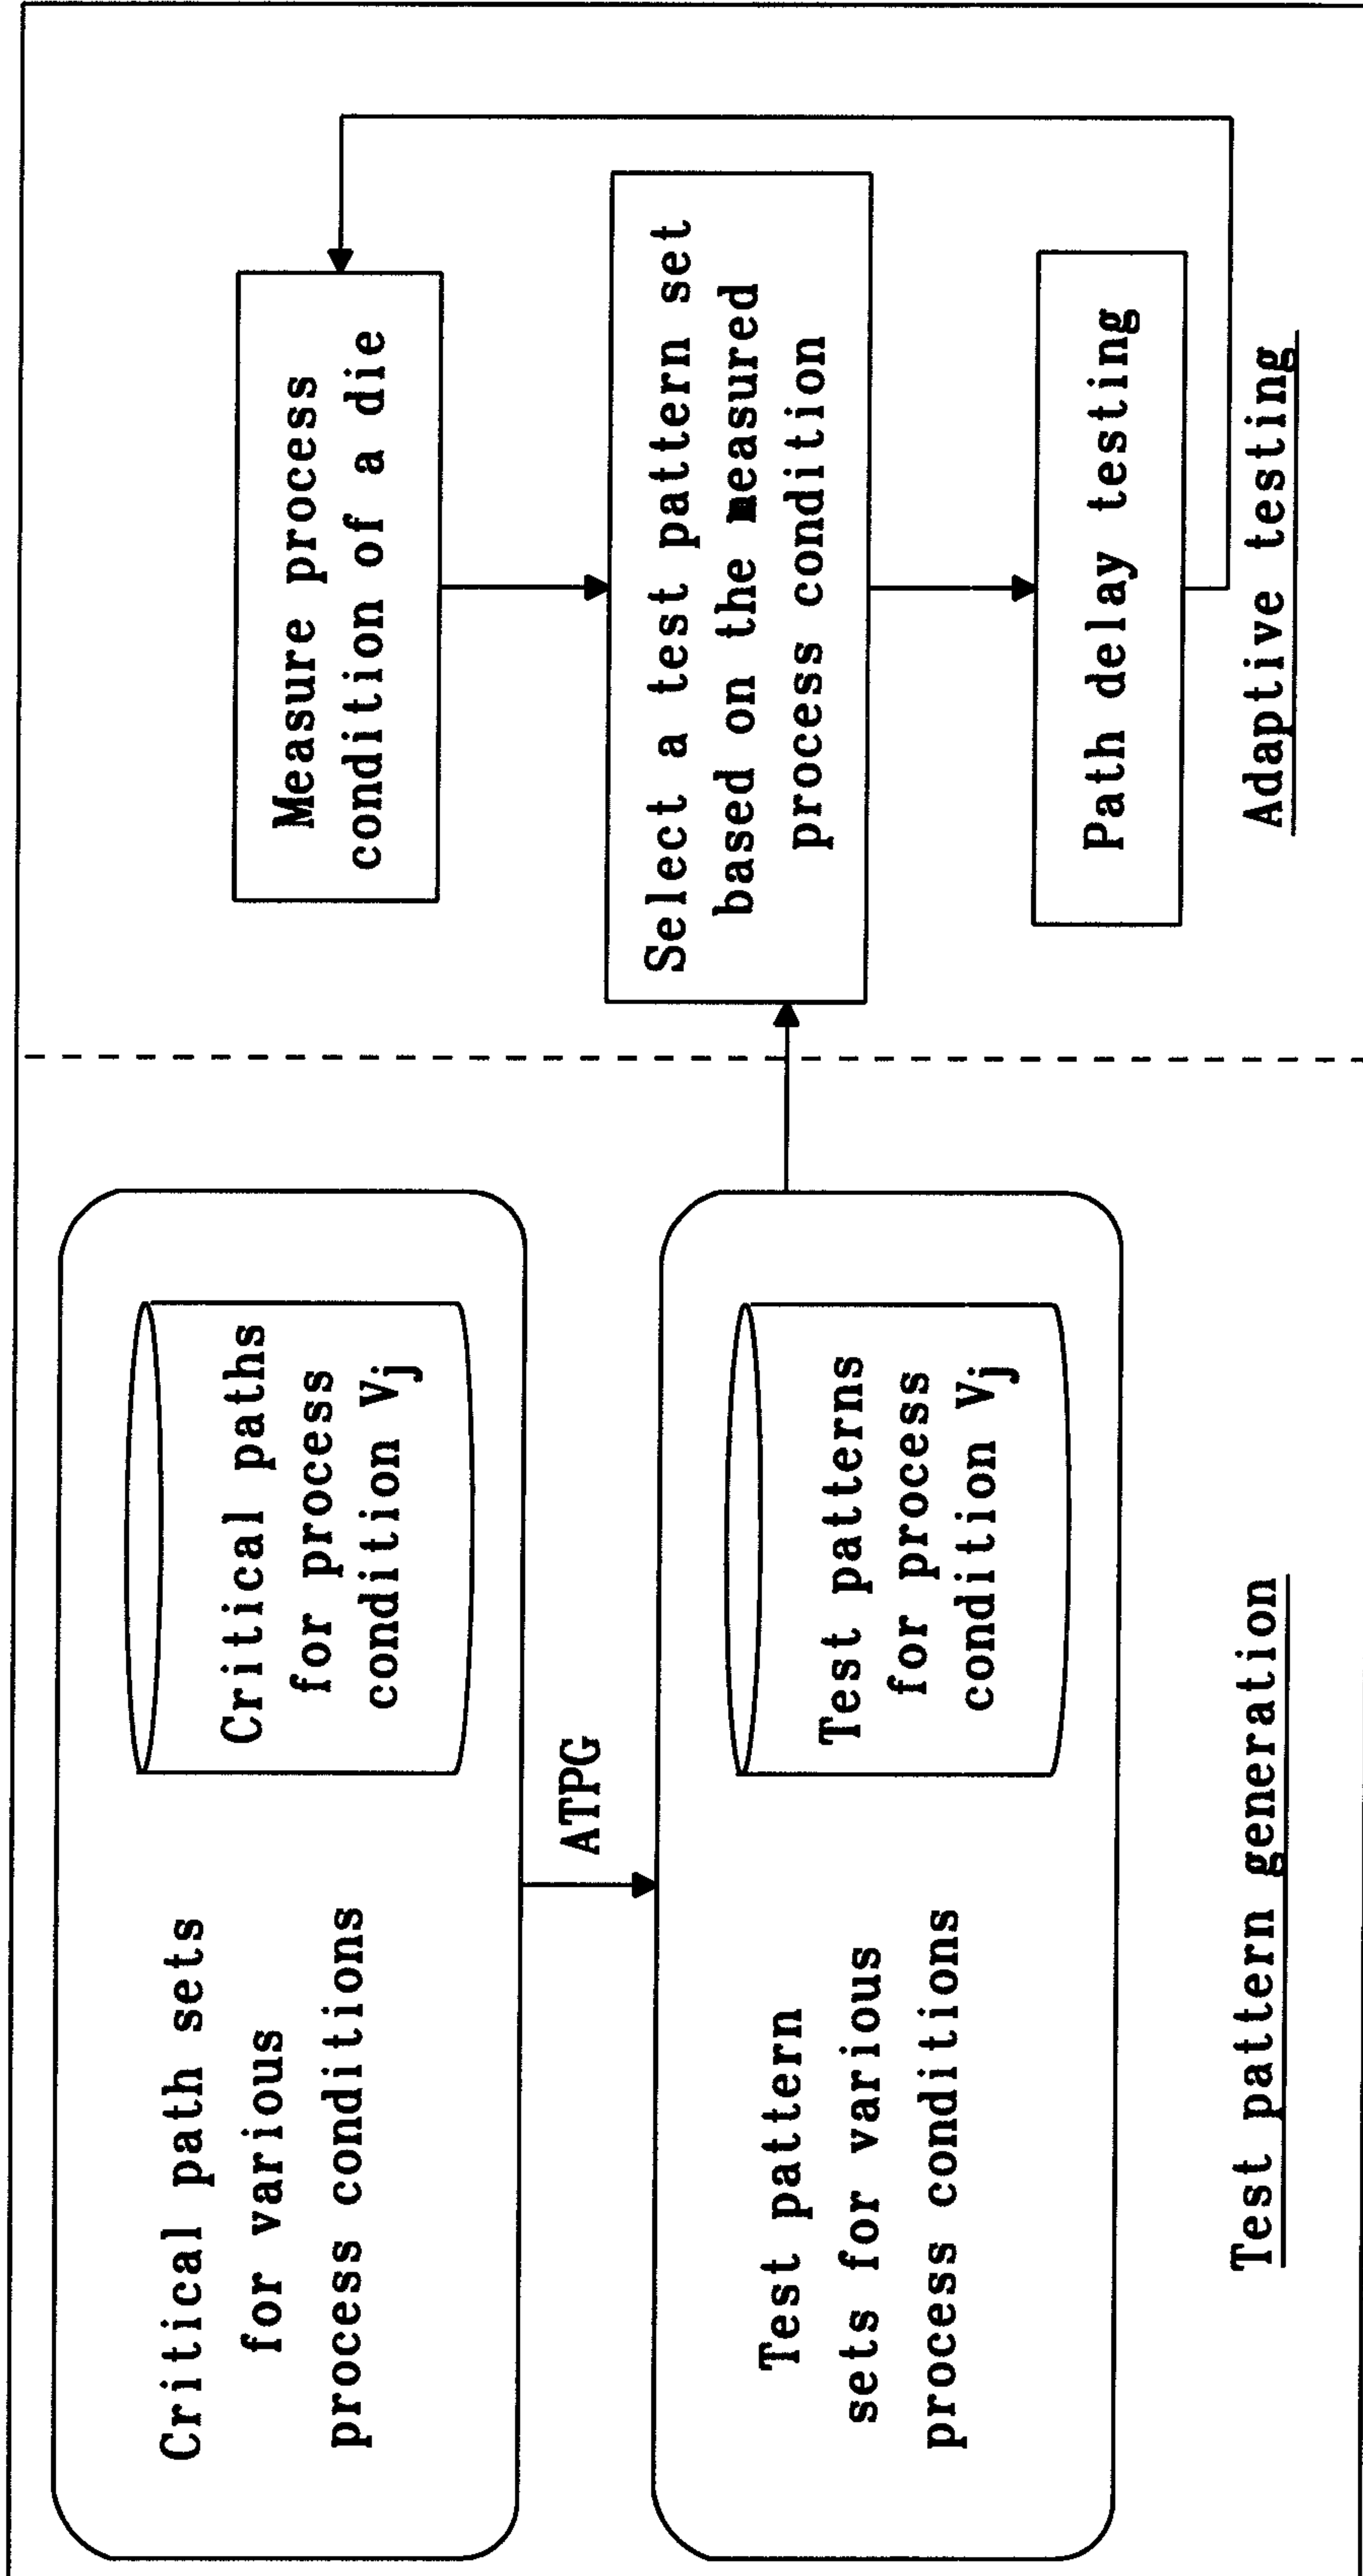 Critical path sets
for various
process conditions
Critical paths
for process
condition Vj
ATPG
Test pattern
sets for various
process conditions
Test patterns
for process
condition Vj
Test pattern generation
Measure process
condition of a die
Select a test pattern set
based on the measured
process condition
Path delay testing
Adaptive testing